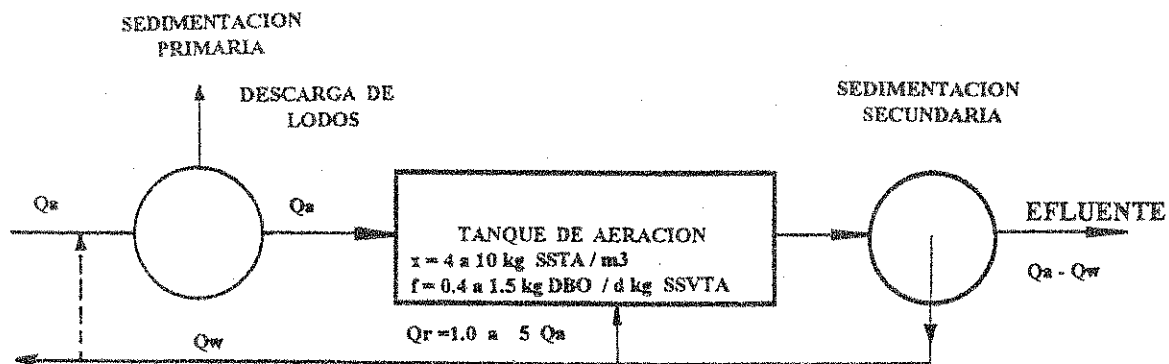 SEDIMENTACION
PRIMARIA
DESCARGA DE
LODOS
SEDIMENTACION
SECUNDARIA
Qa
Qa
TANQUE DE AERACION
x = 4 a 10 kg SSTA / m3
f = 0.4 a 1.5 kg DBO / d kg SSVTA
EFLUENTE
Qa - Qw
Qr =1.0 a 5 Qa
Qw